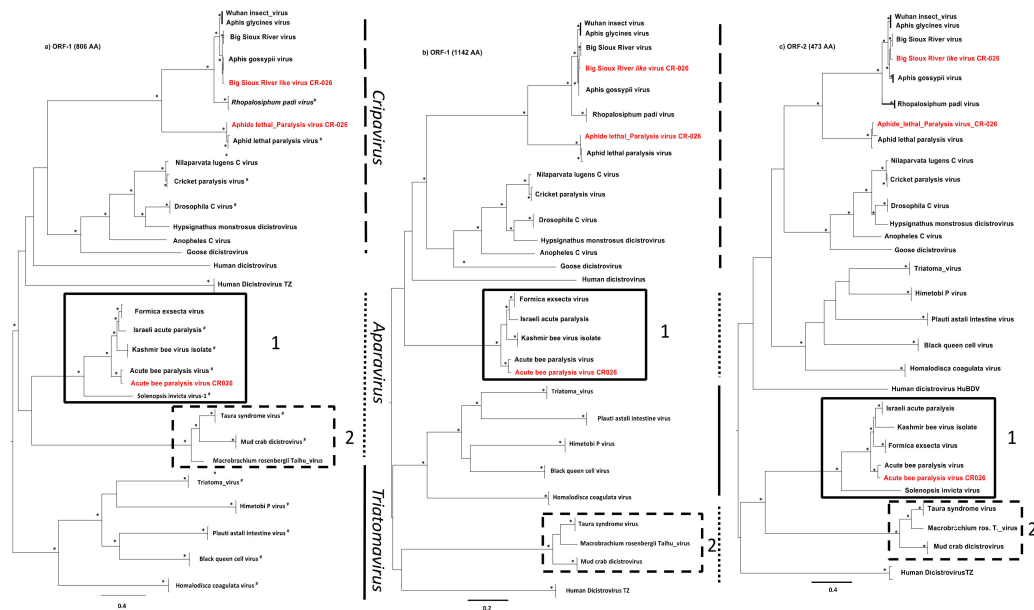 a) ORF-1 (806 AA)
Wuhan insect_virus
Aphis glycines virus
Big Sioux River virus
Aphis gossypii virus
Big Sioux River like virus CR-026
Rhopalosiphum padi virus#
Aphide lethal_Paralysis virus CR-026
Aphid lethal paralysis virus #
Nilaparvata lugens C virus
Cricket paralysis virus #
Drosophila C virus #
Hypsignathus monstrosus dicistrovirus
Anopheles C virus
Goose dicistrovirus
Human dicistrovirus
Human Dicistrovirus TZ
Formica exsecta virus
Israeli acute paralysis #
Kashmir bee virus isolate #
Acute bee paralysis virus #
Acute bee paralysis virus CR026
Solenopsis invicta virus-1 #
1
Taura syndrome virus #
Mud crab dicistrovirus #
Macrobrachium rosenbergii Taihu_virus
2
Triatoma_virus #
Himetobi P virus #
Plauti astali intestine virus #
Black queen cell virus #
Homalodisca coagulata virus #
0.4
Cripavirus
Aparavirus
Triatomavirus
b) ORF-1 (1142 AA)
Wuhan insect virus
Aphis glycines virus
Big Sioux River virus
Big Sioux River like virus CR-026
Aphis gossypii virus
Rhopalosiphum padi virus
Aphide lethal_Paralysis virus CR-026
Aphid lethal paralysis virus
Nilaparvata lugens C virus
Cricket paralysis virus
Drosophila C virus
Hypsignathus monstrosus dicistrovirus
Anopheles C virus
Goose dicistrovirus
Human dicistrovirus
Formica exsecta virus
Israeli acute paralysis
Kashmir bee virus isolate
Acute bee paralysis virus
Acute bee paralysis virus CR026
1
Triatoma_virus
Plauti astali intestine virus
Himetobi P virus
Black queen cell virus
Homalodisca coagulata virus
Taura syndrome virus
Macrobrachium rosenbergii Taihu_virus
Mud crab dicistrovirus
2
Human Dicistrovirus TZ
0.2
c) ORF-2 (473 AA)
Wuhan insect_virus
Aphis glycines virus
Big Sioux River virus
Big Sioux River like virus CR-026
Aphis gossypii virus
Rhopalosiphum padi virus
Aphide lethal_Paralysis virus_CR-026
Aphid lethal paralysis virus
Nilaparvata lugens C virus
Cricket paralysis virus
Drosophila C virus
Hypsignathus monstrosus dicistrovirus
Anopheles C virus
Goose dicistrovirus
Triatoma_virus
Himetobi P virus
Plauti astali intestine virus
Black queen cell virus
Homalodisca coagulata virus
Human dicistrovirus HuBDV
Israeli acute paralysis
Kashmir bee virus isolate
Formica exsecta virus
Acute bee paralysis virus
Acute bee paralysis virus CR026
Solenopsis invicta virus
1
Taura syndrome virus
Macrobrachium ros. T._virus
Mud crab dicistrovirus
2
Human DicistrovirusTZ
0.4